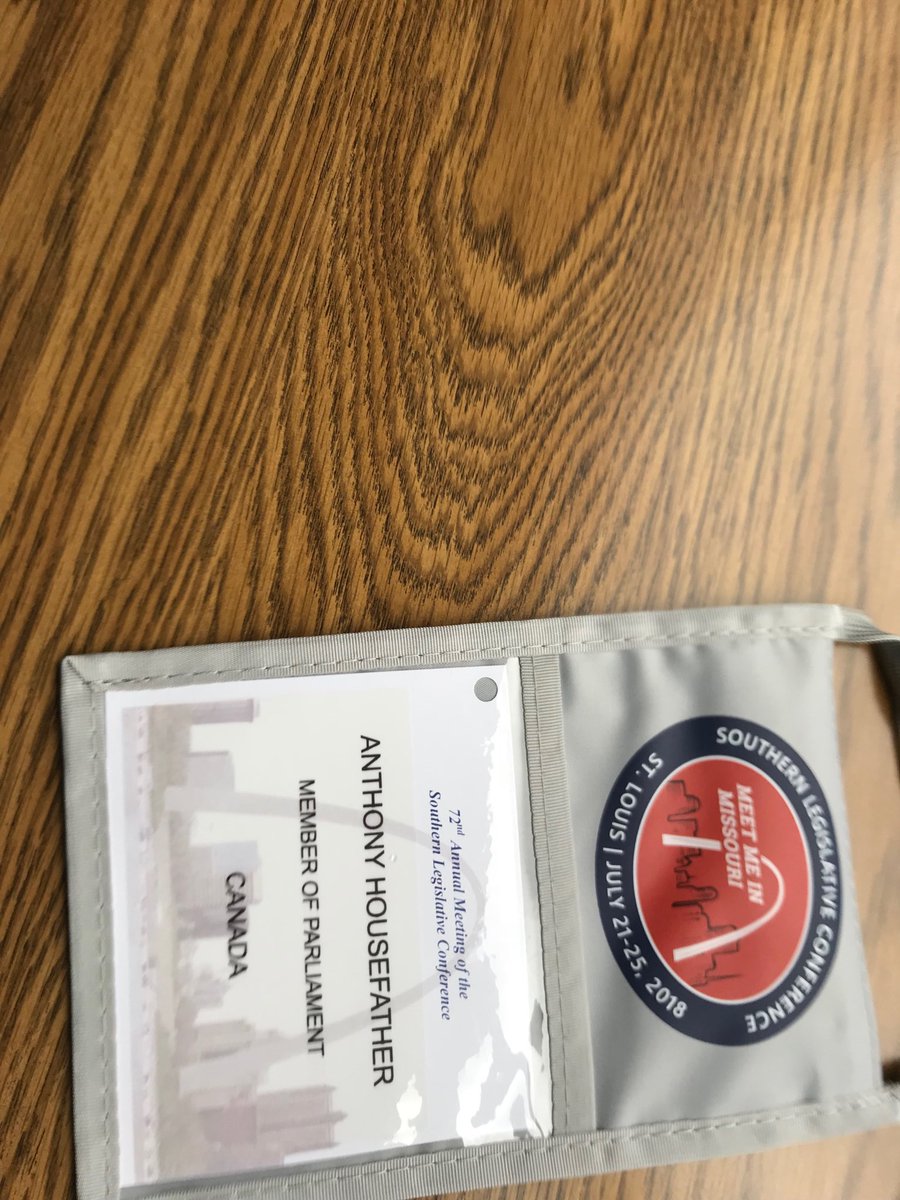 SOUTHERN LEGISLATIVE CONFERENCE
MEET ME IN
MISSOURI
ST. LOUIS | JULY 21-25, 2018
72nd Annual Meeting of the
Southern Legislative Conference
ANTHONY HOUSEFATHER
MEMBER OF PARLIAMENT
CANADA